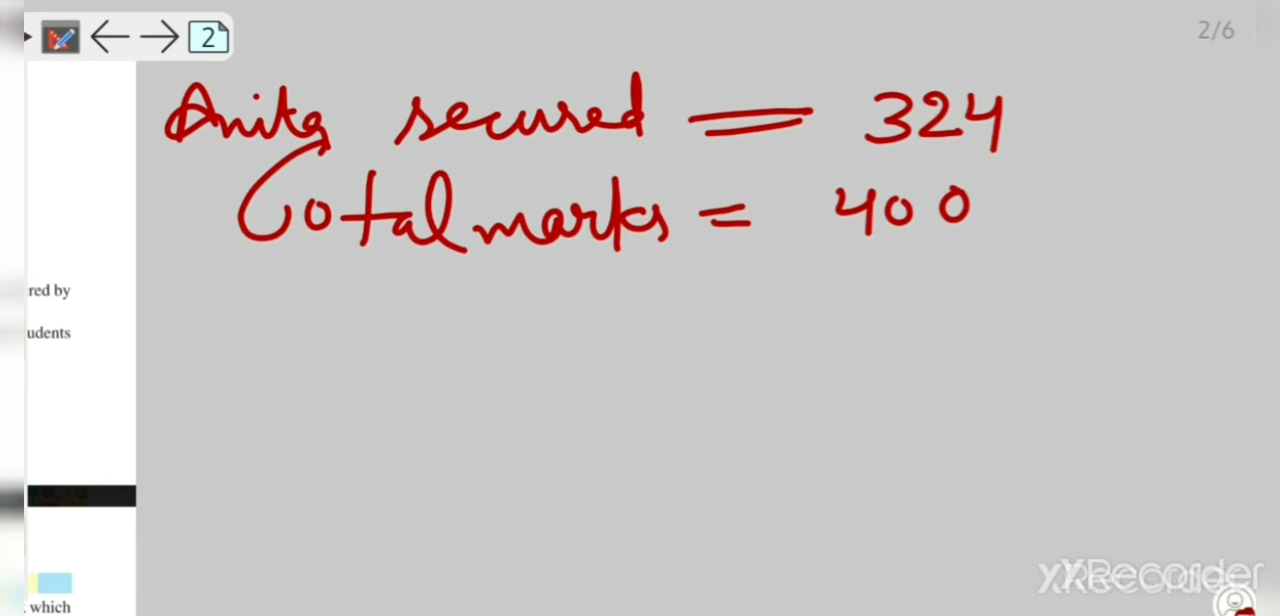 2
2/6
Anita secured = 324
Total marks = 400
red by
udents
which
XRecorder